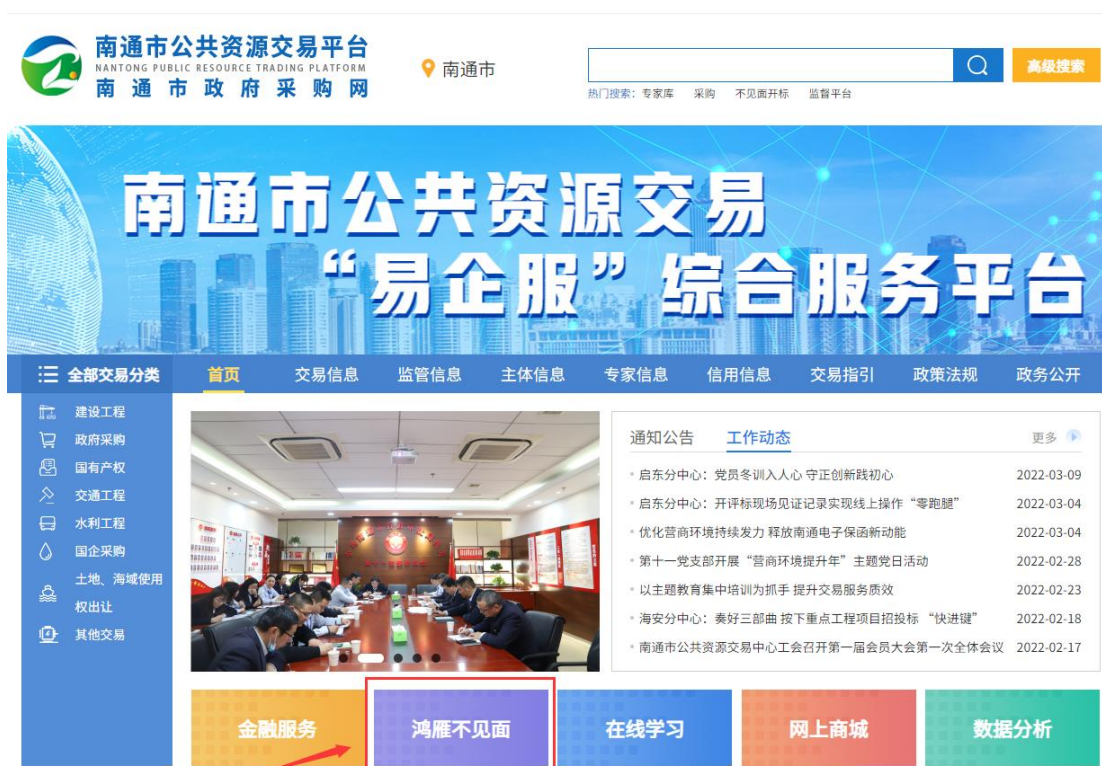 南通市公共资源交易平台
NANTONG PUBLIC RESOURCE TRADING PLATFORM
南通市政府采购网
南通市
高级搜索
热门搜索：专家库 采购 不见面开标 监督平台
南通市公共资源交易
“易企服”综合服务平台
全部交易分类 首页 交易信息 监管信息 主体信息 专家信息 信用信息 交易指引 政策法规 政务公开
建设工程
政府采购
国有产权
交通工程
水利工程
国企采购
土地、海域使用
权出让
其他交易
通知公告 工作动态 更多
启东分中心：党员冬训入人心 守正创新践初心 2022-03-09
启东分中心：开评标现场见证记录实现线上操作“零跑腿” 2022-03-04
优化营商环境持续发力 释放南通电子保函新动能 2022-03-04
第十一党支部开展“营商环境提升年”主题党日活动 2022-02-28
以主题教育集中培训为抓手 提升交易服务质效 2022-02-23
海安分中心：奏好三部曲 按下重点工程项目招投标 “快进键” 2022-02-18
南通市公共资源交易中心工会召开第一届会员大会第一次全体会议 2022-02-17
金融服务 鸿雁不见面 在线学习 网上商城 数据分析